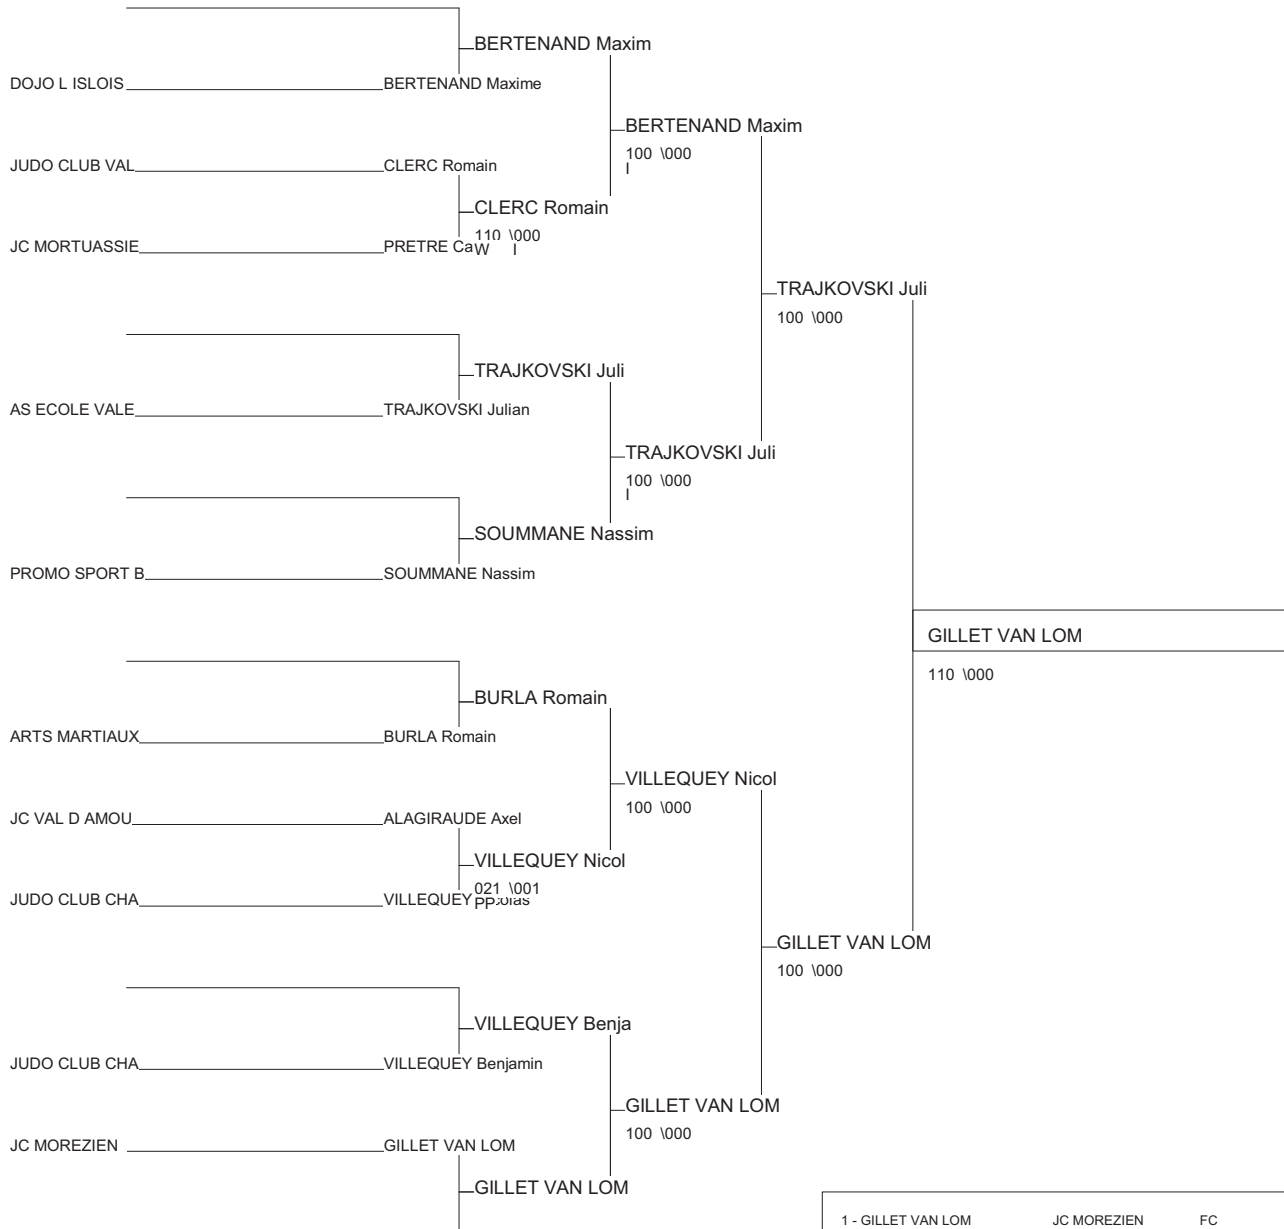 BERTENAND Maxim
DOJO L ISLOIS BERTENAND Maxime
BERTENAND Maxim
100 \000
I
JUDO CLUB VAL CLERC Romain
CLERC Romain
110 \000
W I
JC MORTUASSIE PRETRE Ca
TRAJKOVSKI Juli
100 \000
TRAJKOVSKI Juli
AS ECOLE VALE TRAJKOVSKI Julian
TRAJKOVSKI Juli
100 \000
I
SOUMMANE Nassim
PROMO SPORT B SOUMMANE Nassim
GILLET VAN LOM
110 \000
BURLA Romain
ARTS MARTIAUX BURLA Romain
VILLEQUEY Nicol
100 \000
JC VAL D AMOU ALAGIRAUDE Axel
VILLEQUEY Nicol
021 \001
PP
JUDO CLUB CHA VILLEQUEY
GILLET VAN LOM
100 \000
VILLEQUEY Benja
JUDO CLUB CHA VILLEQUEY Benjamin
GILLET VAN LOM
100 \000
JC MOREZIEN GILLET VAN LOM
GILLET VAN LOM
1 - GILLET VAN LOM JC MOREZIEN FC